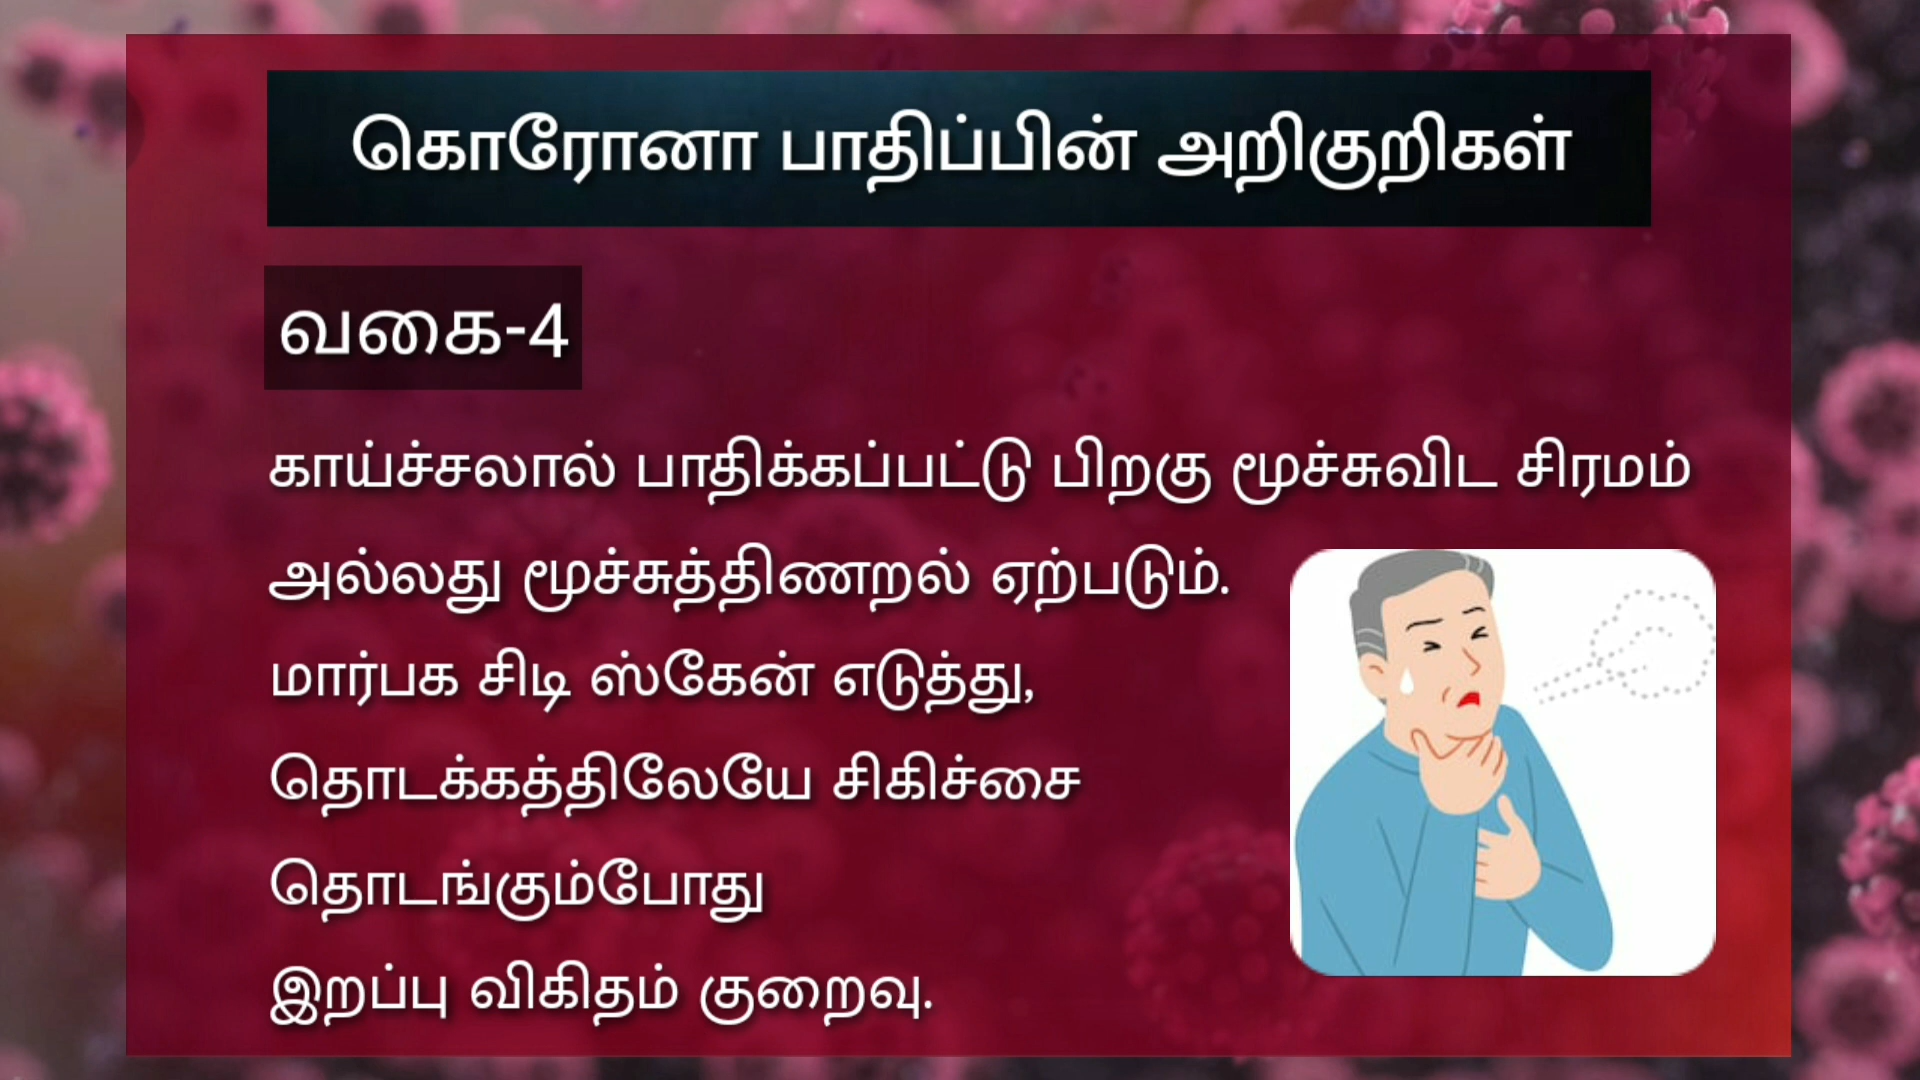 கொரோனா பாதிப்பின் அறிகுறிகள்
வகை-4
காய்ச்சலால் பாதிக்கப்பட்டு பிறகு மூச்சுவிட சிரமம்
அல்லது மூச்சுத்திணறல் ஏற்படும்.
மார்பக சிடி ஸ்கேன் எடுத்து,
தொடக்கத்திலேயே சிகிச்சை
தொடங்கும்போது
இறப்பு விகிதம் குறைவு.